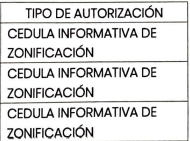 TIPO DE AUTORIZACIÓN
CEDULA INFORMATIVA DE
ZONIFICACIÓN
CEDULA INFORMATIVA DE
ZONIFICACIÓN
CEDULA INFORMATIVA DE
ZONIFICACIÓN